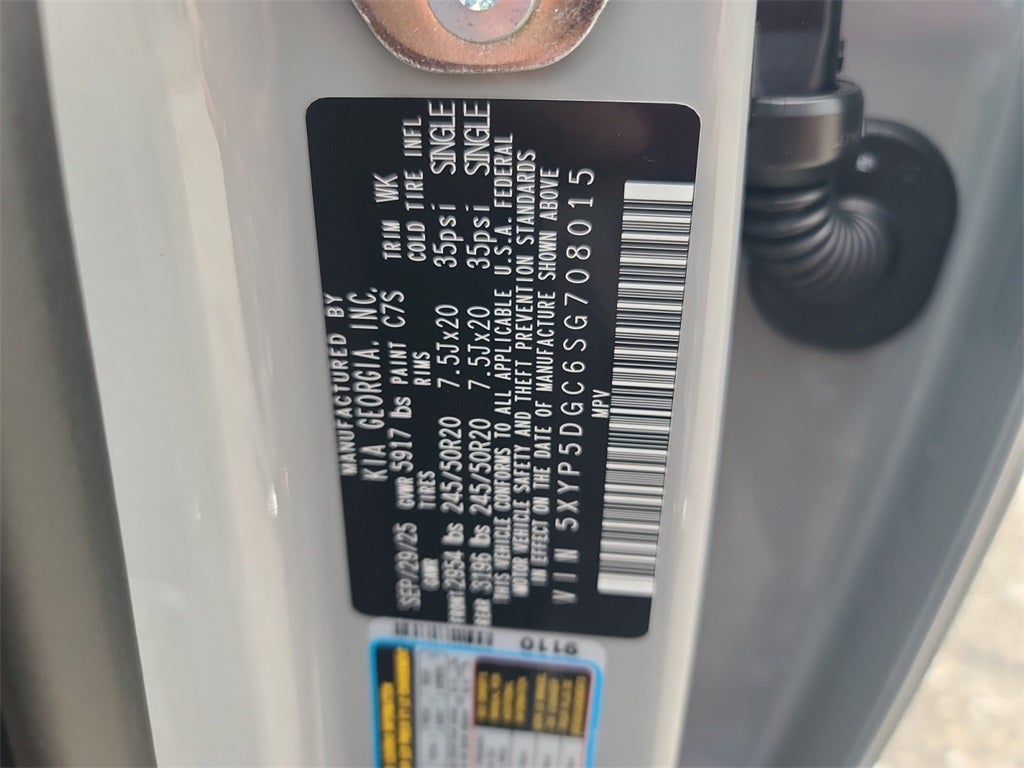 MANUFACTURED BY
KIA GEORGIA. INC.
SEP/29/25 GVWR 5917 lbs PAINT C7S TRIM WK
GAWR TIRES RIMS COLD TIRE INFL
FRONT 2954 lbs 245/50R20 7.5Jx20 35psi SINGLE
REAR 3196 lbs 245/50R20 7.5Jx20 35psi SINGLE
THIS VEHICLE CONFORMS TO ALL APPLICABLE U.S.A. FEDERAL
MOTOR VEHICLE SAFETY AND THEFT PREVENTION STANDARDS
IN EFFECT ON THE DATE OF MANUFACTURE SHOWN ABOVE
VIN 5XYP5DGC6SG708015
MPV
9110